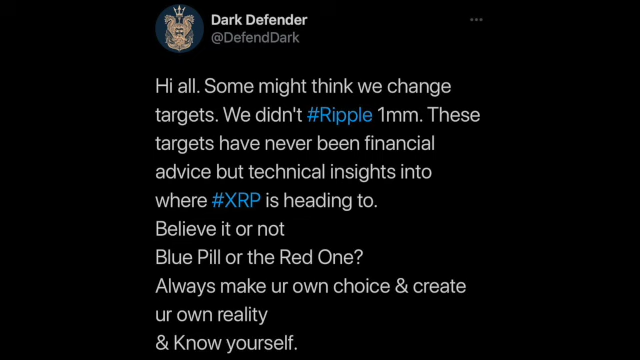 Dark Defender
@DefendDark
Hi all. Some might think we change
targets. We didn't #Ripple 1mm. These
targets have never been financial
advice but technical insights into
where #XRP is heading to.
Believe it or not
Blue Pill or the Red One?
Always make ur own choice & create
ur own reality
& Know yourself.